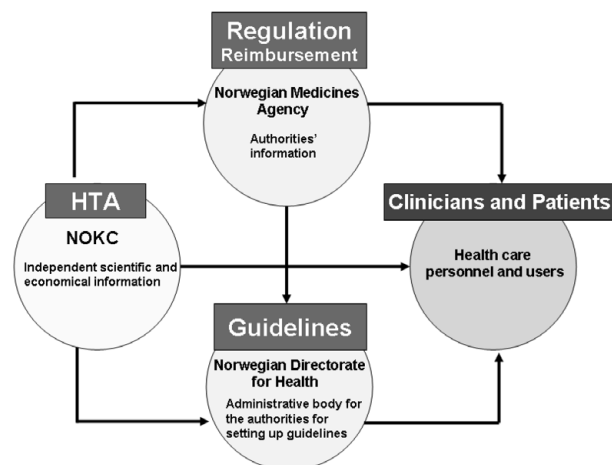 Regulation
Reimbursement
Norwegian Medicines
Agency
Authorities'
information
HTA
NOKC
Independent scientific and
economical information
Clinicians and Patients
Health care
personnel and users
Guidelines
Norwegian Directorate
for Health
Administrative body for
the authorities for
setting up guidelines